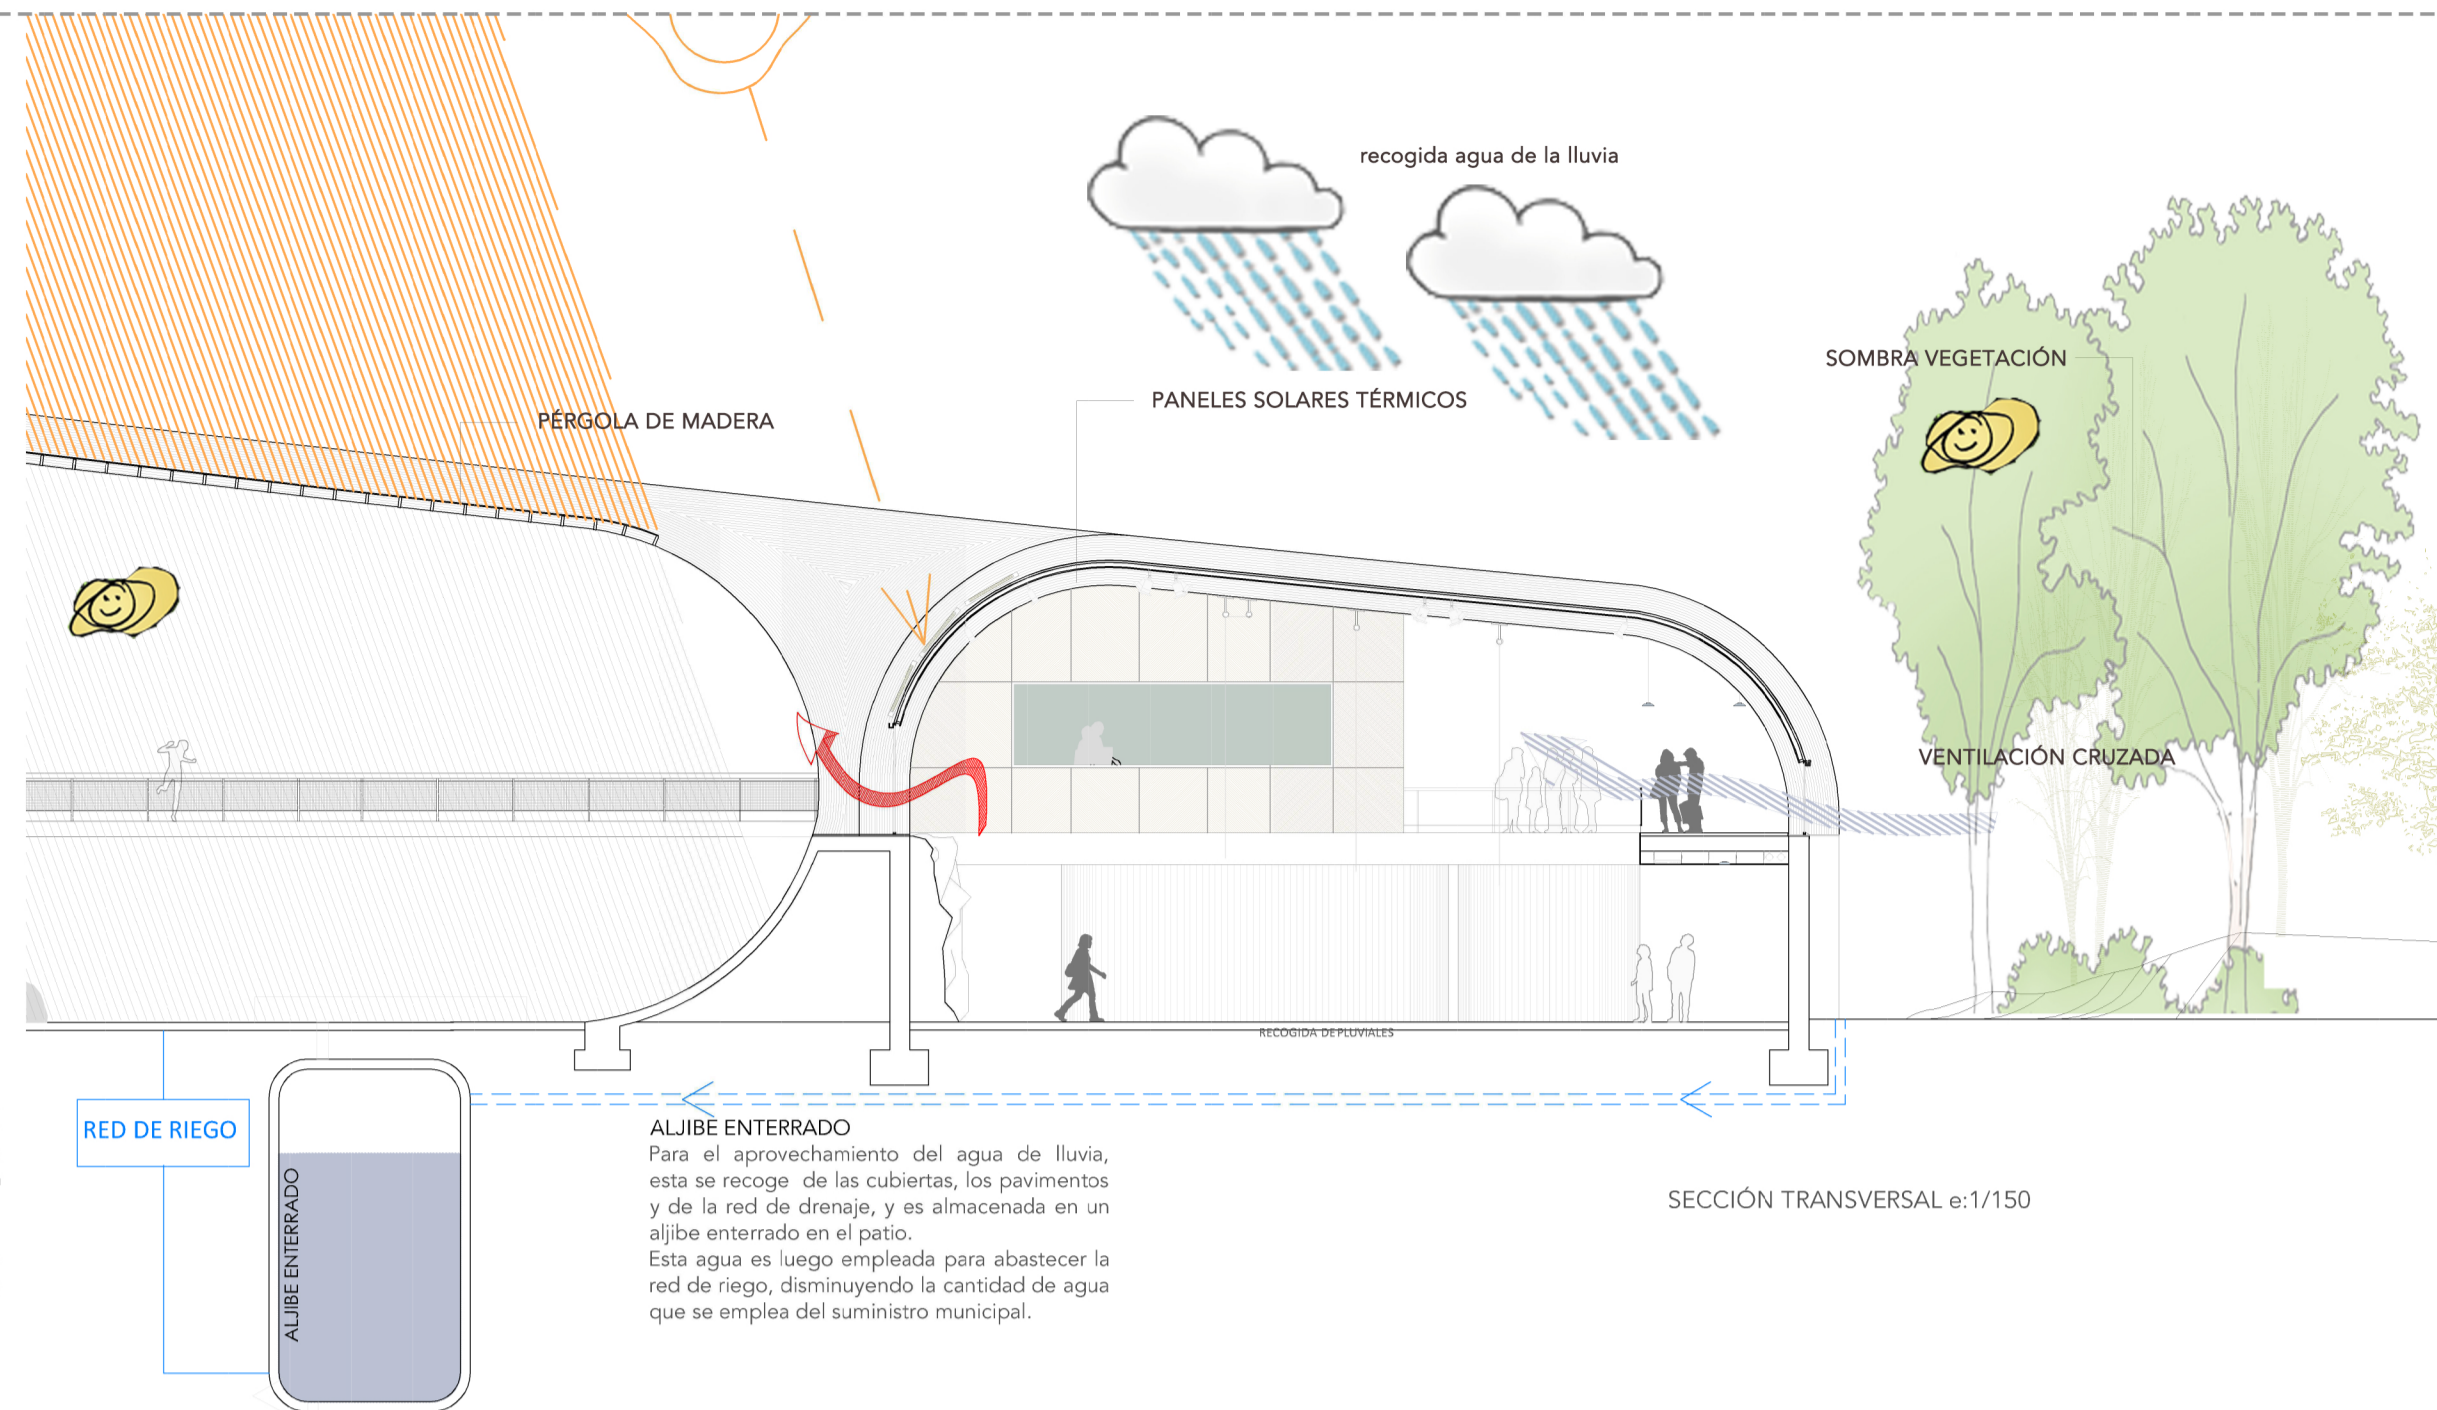 recogida agua de la lluvia
SOMBRA VEGETACIÓN
PANELES SOLARES TÉRMICOS
PÉRGOLA DE MADERA
VENTILACIÓN CRUZADA
RECOGIDA DE PLUVIALES
RED DE RIEGO
ALJIBE ENTERRADO
ALJIBE ENTERRADO
Para el aprovechamiento del agua de lluvia,
esta se recoge de las cubiertas, los pavimentos
y de la red de drenaje, y es almacenada en un
aljibe enterrado en el patio.
Esta agua es luego empleada para abastecer la
red de riego, disminuyendo la cantidad de agua
que se emplea del suministro municipal.
SECCIÓN TRANSVERSAL e:1/150